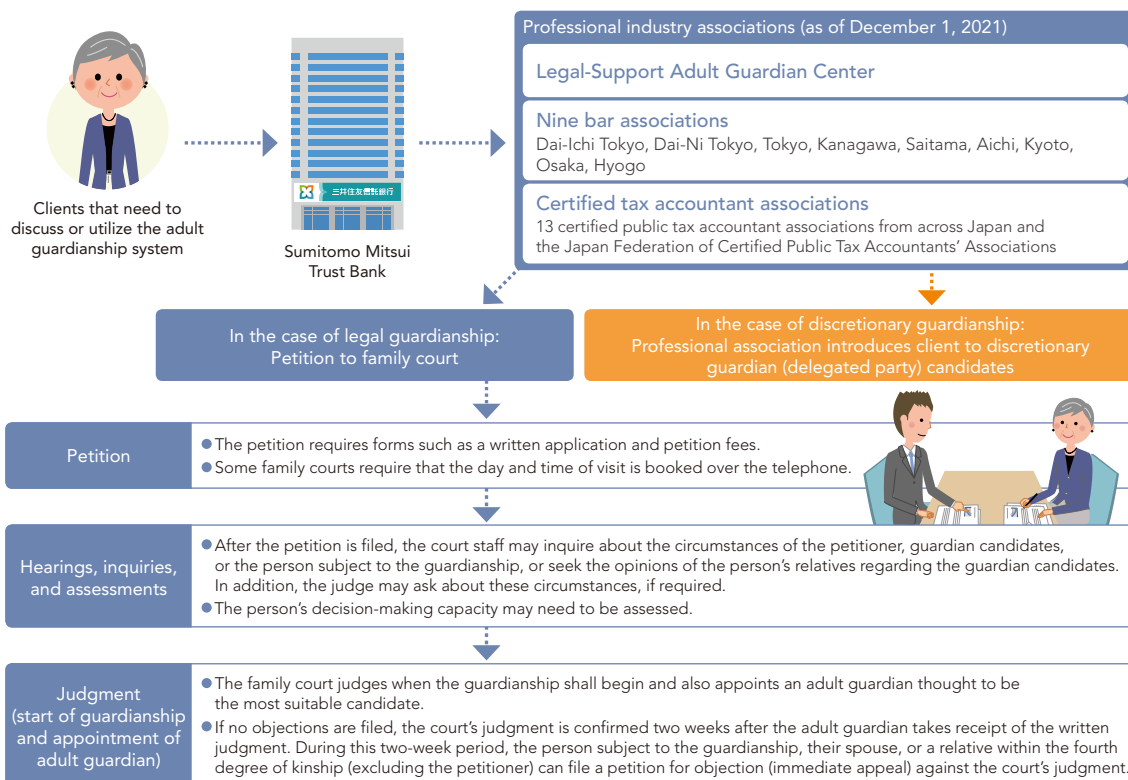 Professional industry associations (as of December 1, 2021)
Legal-Support Adult Guardian Center
Nine bar associations
Dai-Ichi Tokyo, Dai-Ni Tokyo, Tokyo, Kanagawa, Saitama, Aichi, Kyoto,
Osaka, Hyogo
Certified tax accountant associations
13 certified public tax accountant associations from across Japan and
the Japan Federation of Certified Public Tax Accountants' Associations
三井住友信託銀行
Clients that need to
discuss or utilize the adult
guardianship system
Sumitomo Mitsui
Trust Bank
In the case of legal guardianship:
Petition to family court
In the case of discretionary guardianship:
Professional association introduces client to discretionary
guardian (delegated party) candidates
Petition
● The petition requires forms such as a written application and petition fees.
● Some family courts require that the day and time of visit is booked over the telephone.
Hearings, inquiries,
and assessments
● After the petition is filed, the court staff may inquire about the circumstances of the petitioner, guardian candidates,
or the person subject to the guardianship, or seek the opinions of the person's relatives regarding the guardian candidates.
In addition, the judge may ask about these circumstances, if required.
● The person's decision-making capacity may need to be assessed.
Judgment
(start of guardianship
and appointment of
adult guardian)
● The family court judges when the guardianship shall begin and also appoints an adult guardian thought to be
the most suitable candidate.
● If no objections are filed, the court's judgment is confirmed two weeks after the adult guardian takes receipt of the written
judgment. During this two-week period, the person subject to the guardianship, their spouse, or a relative within the fourth
degree of kinship (excluding the petitioner) can file a petition for objection (immediate appeal) against the court's judgment.